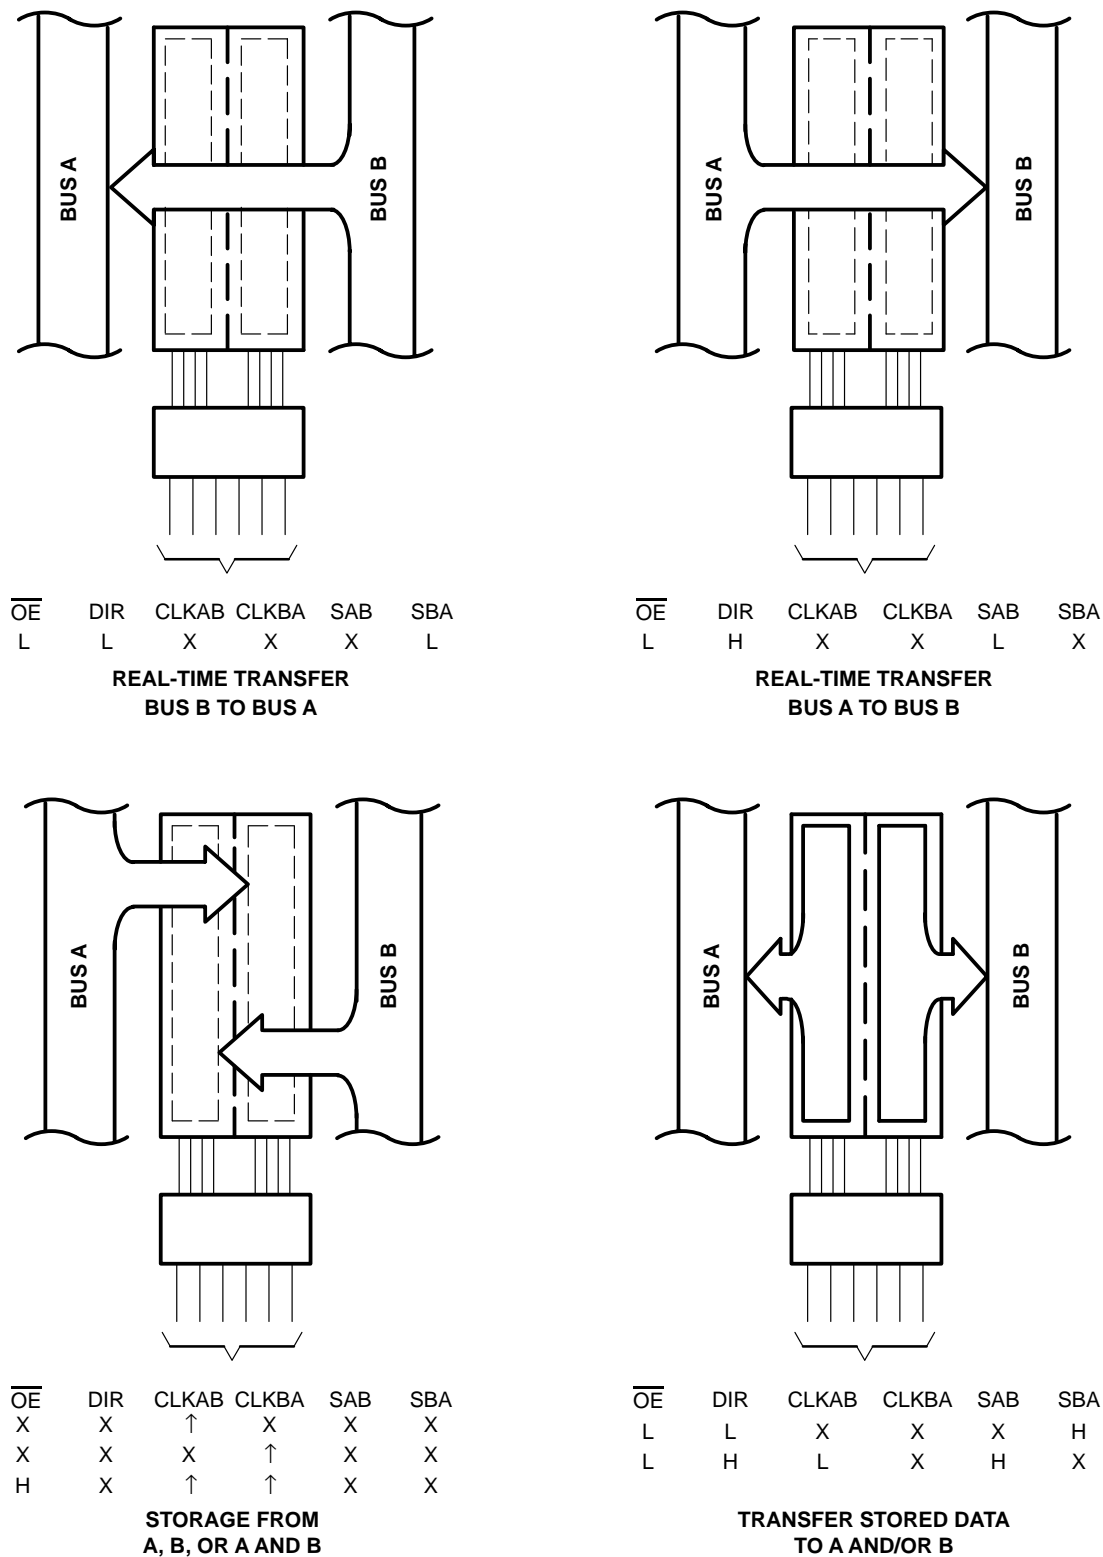 BUS A
BUS B
OE DIR CLKAB CLKBA SAB SBA
L L X X X L
REAL-TIME TRANSFER
BUS B TO BUS A
BUS A
BUS B
OE DIR CLKAB CLKBA SAB SBA
L H X X L X
REAL-TIME TRANSFER
BUS A TO BUS B
BUS A
BUS B
OE DIR CLKAB CLKBA SAB SBA
X X ↑ X X X
X X X ↑ X X
H X ↑ ↑ X X
STORAGE FROM
A, B, OR A AND B
BUS A
BUS B
OE DIR CLKAB CLKBA SAB SBA
L L X X X H
L H L X H X
TRANSFER STORED DATA
TO A AND/OR B